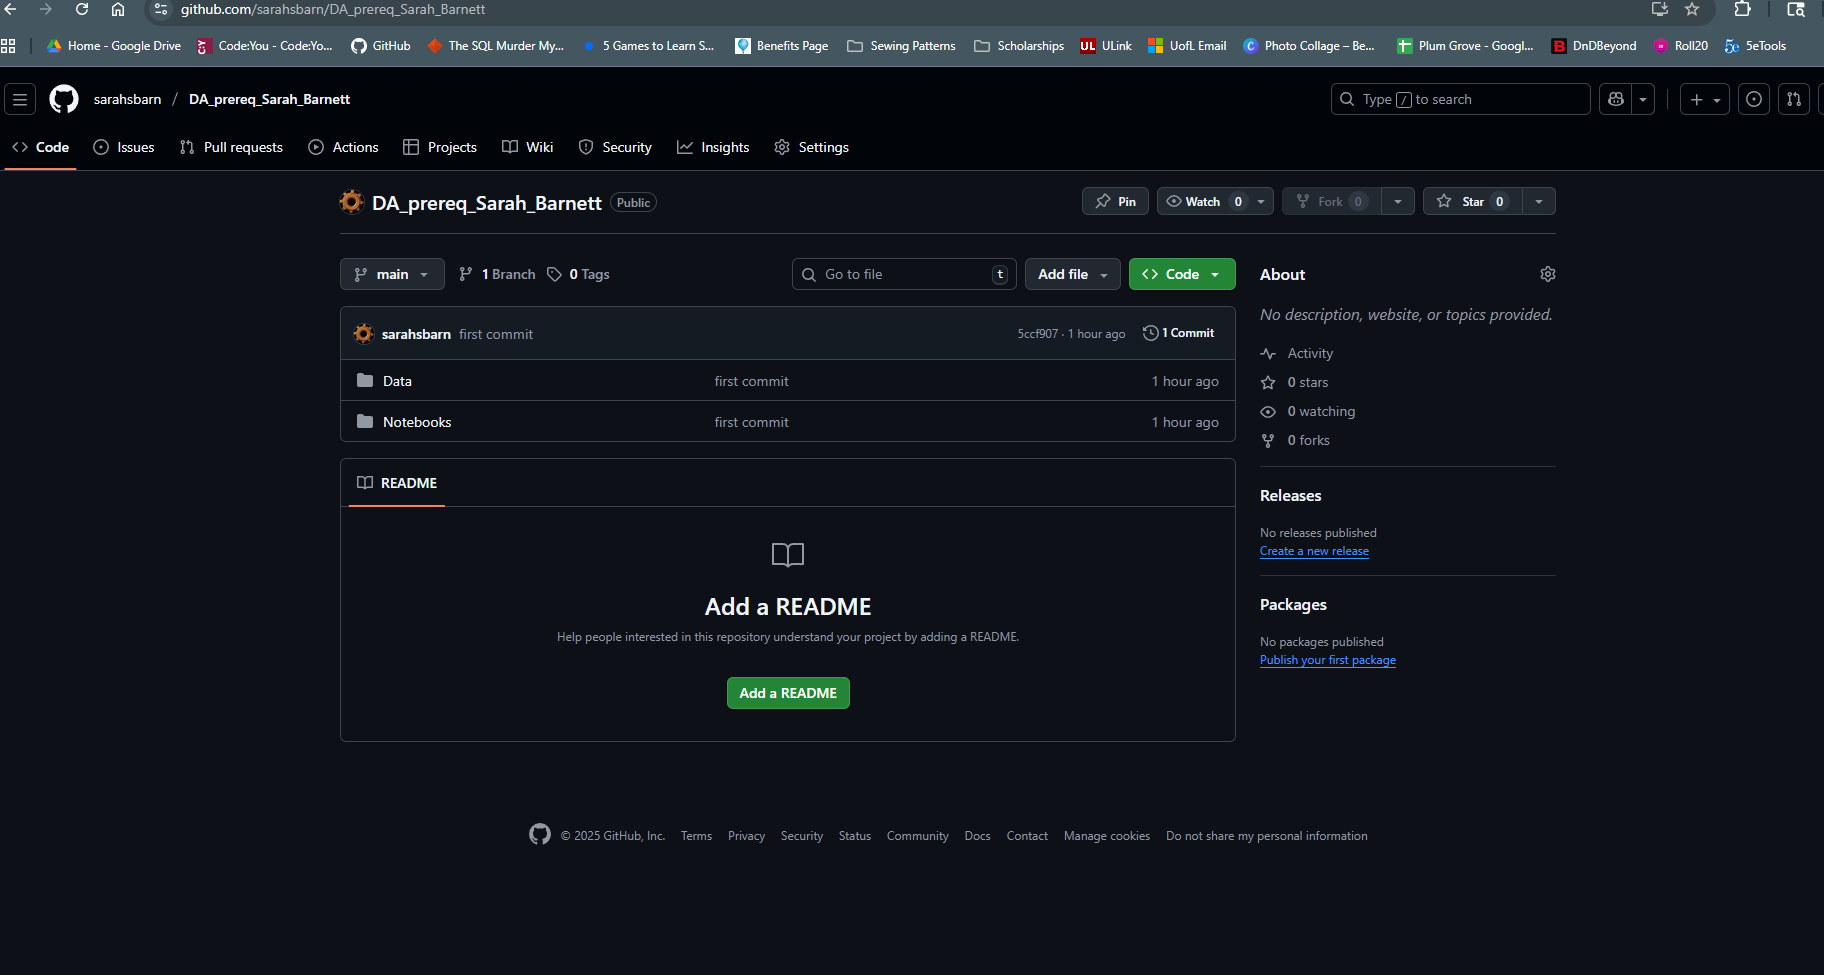 github.com/sarahsbarn/DA_prereq_Sarah_Barnett
Home - Google Drive Code:You - Code:Yo... GitHub The SQL Murder My... 5 Games to Learn S... Benefits Page Sewing Patterns Scholarships UL ULink UofL Email C Photo Collage – Be... Plum Grove - Googl... B DnDBeyond Roll20 5e 5eTools
sarahsbarn / DA_prereq_Sarah_Barnett Type / to search
Code Issues Pull requests Actions Projects Wiki Security Insights Settings
DA_prereq_Sarah_Barnett Public Pin Watch 0 Fork 0 Star 0
main 1 Branch 0 Tags Go to file t Add file Code
sarahsbarn first commit 5ccf907 · 1 hour ago 1 Commit
Data first commit 1 hour ago
Notebooks first commit 1 hour ago
README
Add a README
Help people interested in this repository understand your project by adding a README.
Add a README
About
No description, website, or topics provided.
Activity
0 stars
0 watching
0 forks
Releases
No releases published
Create a new release
Packages
No packages published
Publish your first package
© 2025 GitHub, Inc. Terms Privacy Security Status Community Docs Contact Manage cookies Do not share my personal information